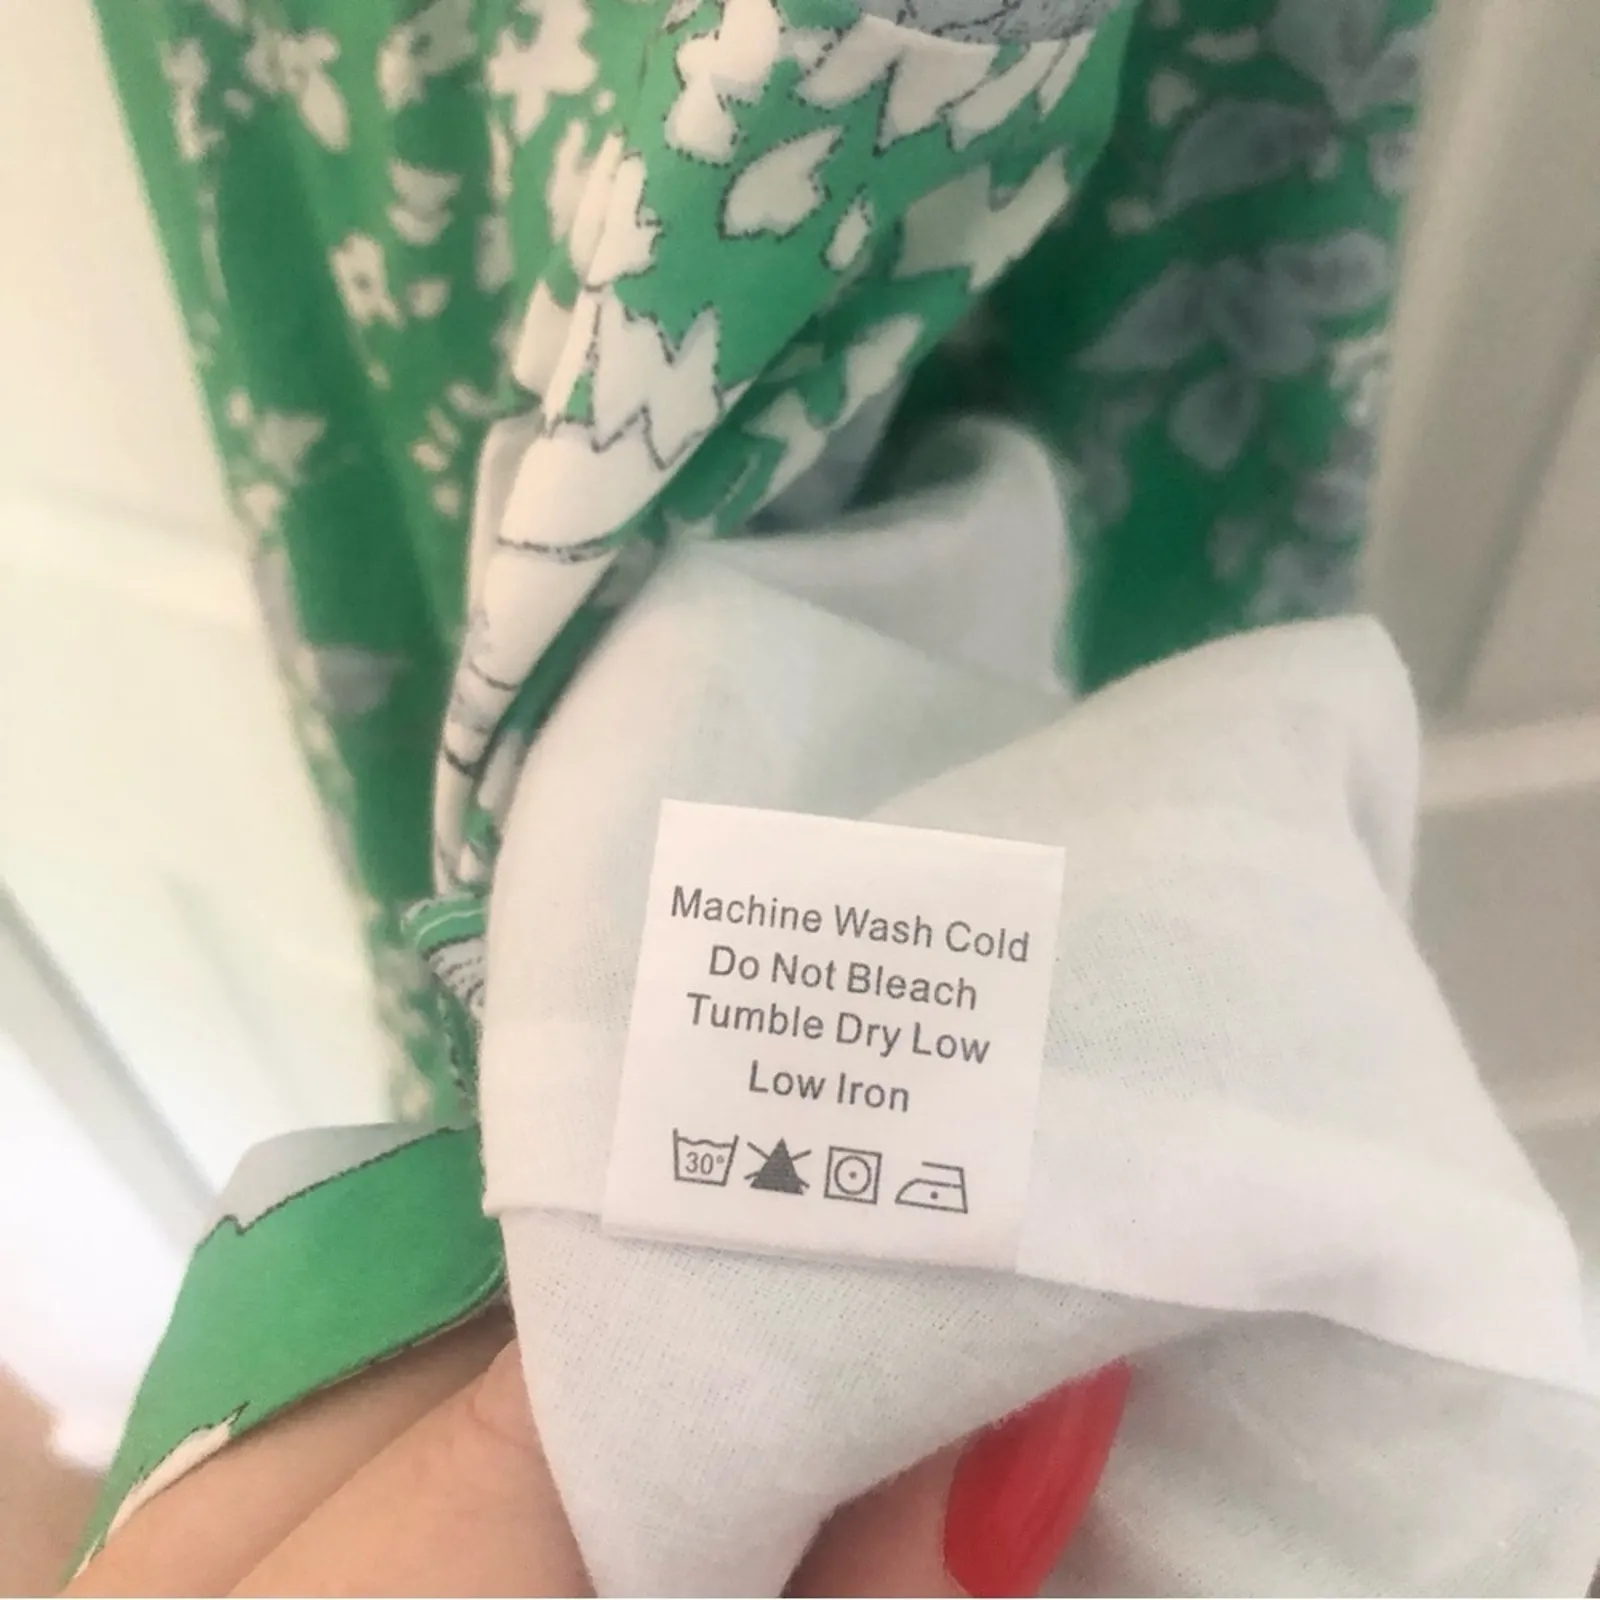 Machine Wash Cold
Do Not Bleach
Tumble Dry Low
Low Iron
30°